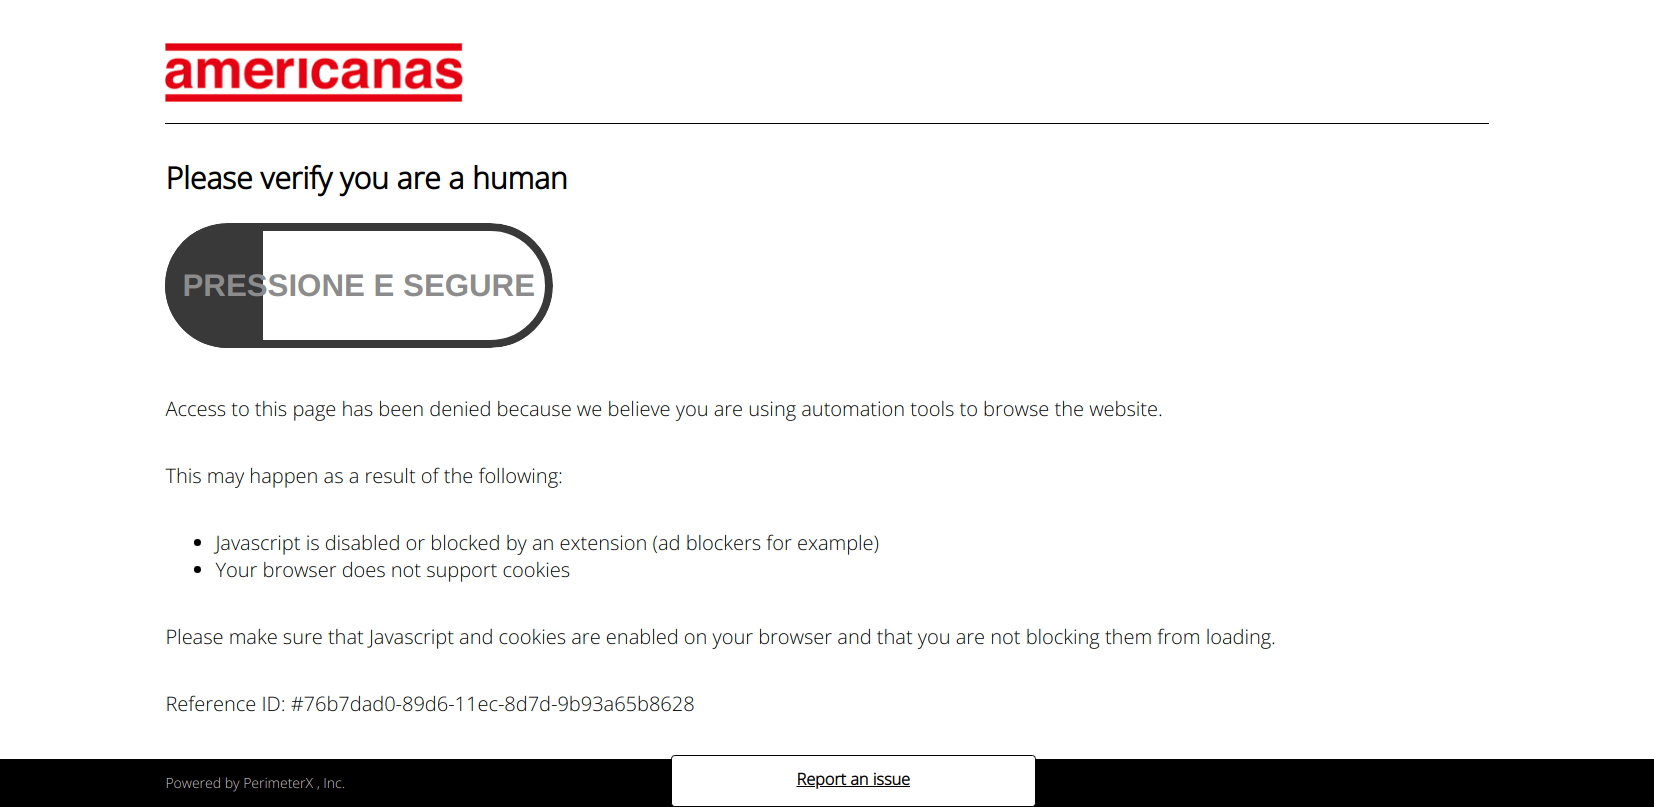 americanas
Please verify you are a human
PRESSIONE E SEGURE
Access to this page has been denied because we believe you are using automation tools to browse the website.
This may happen as a result of the following:
Javascript is disabled or blocked by an extension (ad blockers for example)
Your browser does not support cookies
Please make sure that Javascript and cookies are enabled on your browser and that you are not blocking them from loading.
Reference ID: #76b7dad0-89d6-11ec-8d7d-9b93a65b8628
Powered by PerimeterX , Inc.
Report an issue